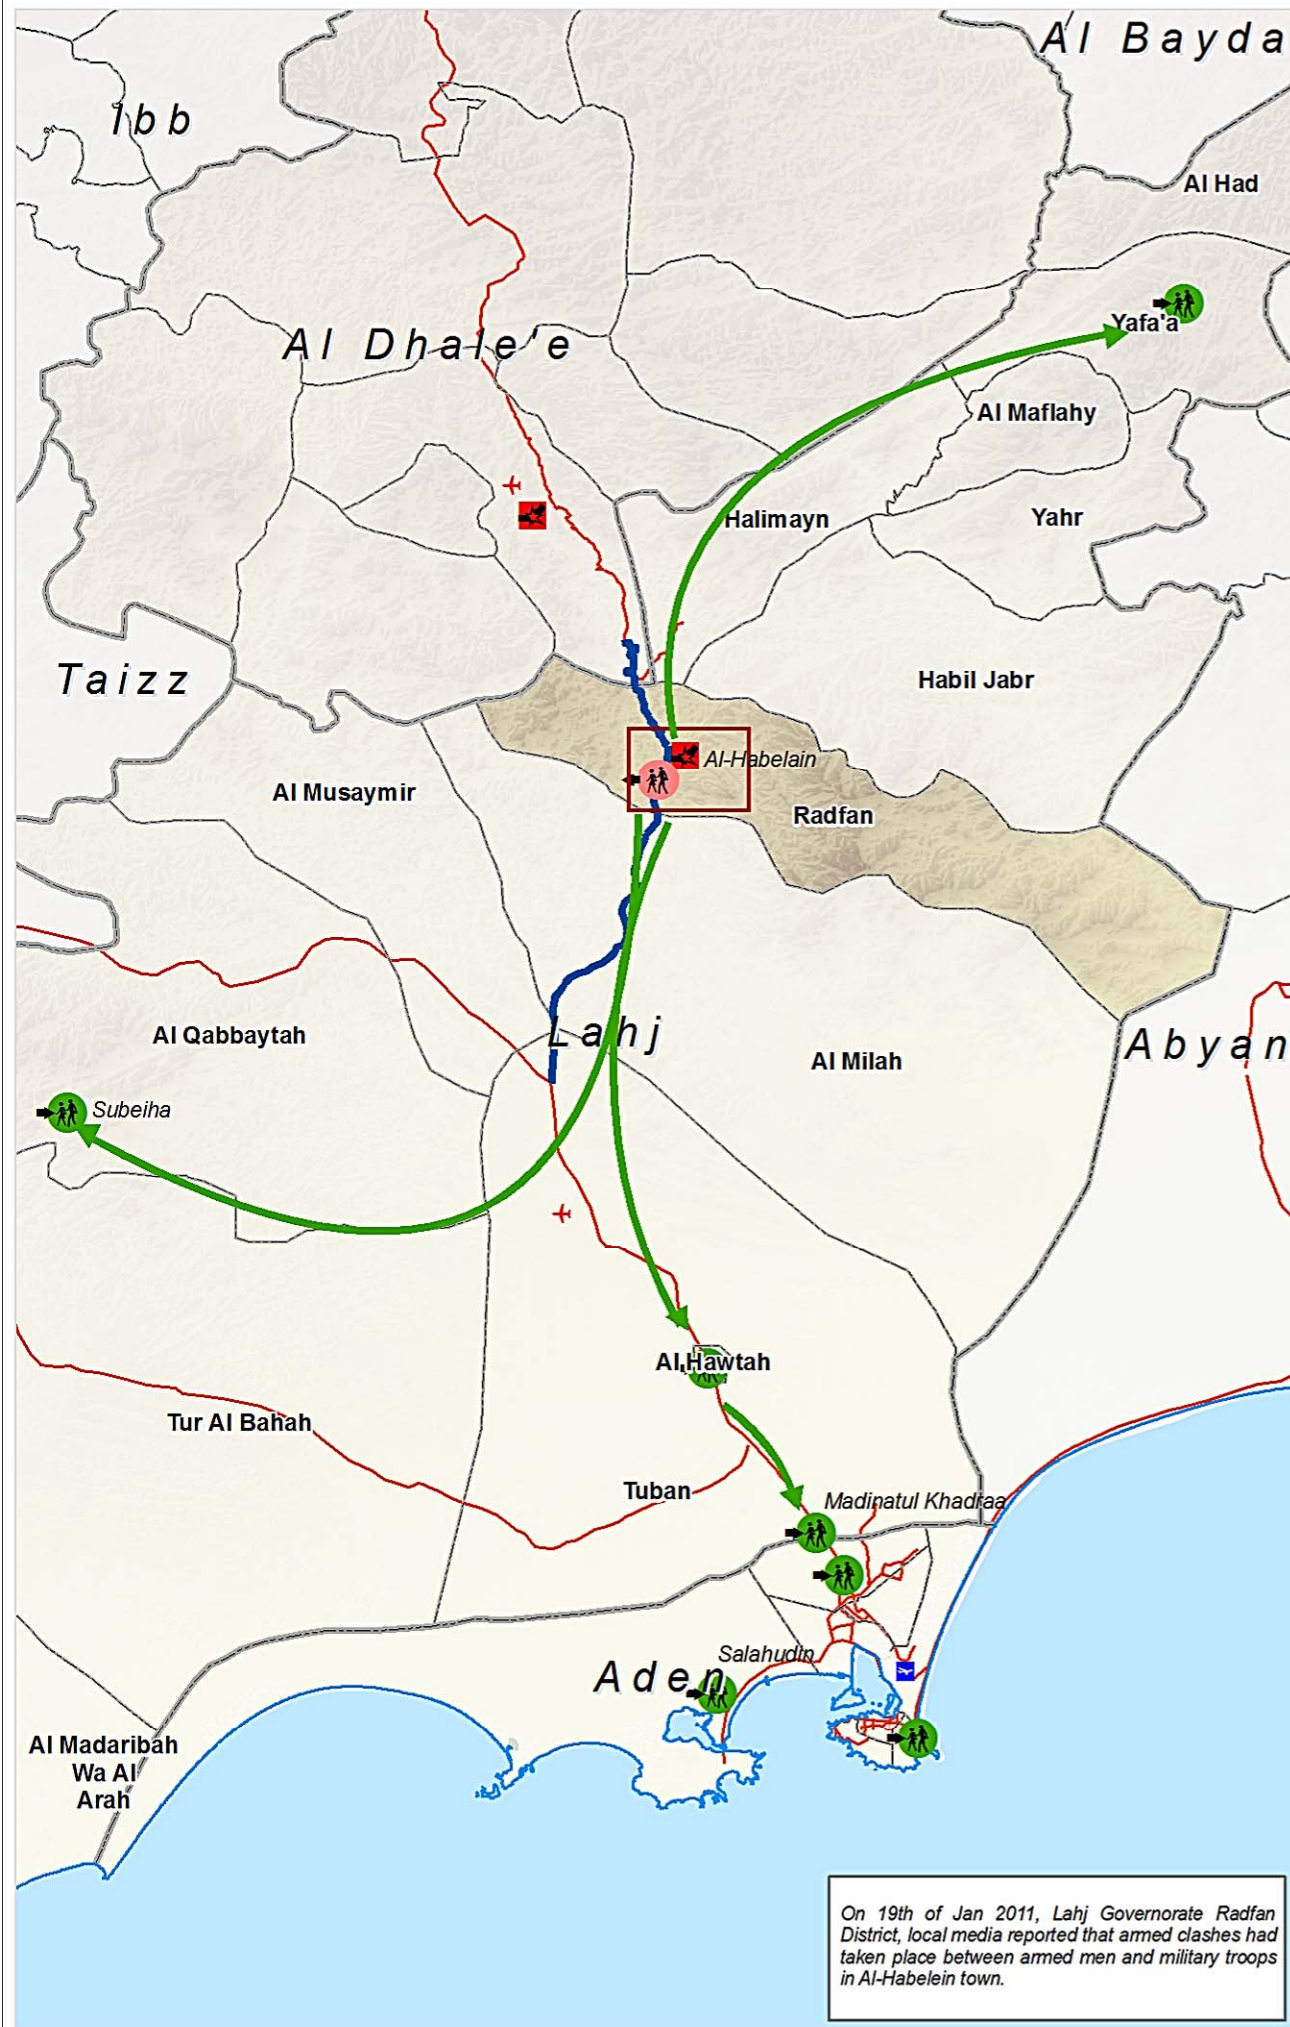 Al Bayda
Ibb
Al Had
Yafa'a
Al Dhale'e
Al Maflahy
Halimayn
Yahr
Taizz
Habil Jabr
Al-Habelain
Al Musaymir
Radfan
Al Qabbaytah
Lahj
Al Milah
Abyan
Subeiha
Al Hawtah
Tur Al Bahah
Tuban
Madinatul Khadraa
Salahudin
Aden
Al Madaribah
Wa Al
Arah
On 19th of Jan 2011, Lahj Governorate Radfan
District, local media reported that armed clashes had
taken place between armed men and military troops
in Al-Habelein town.